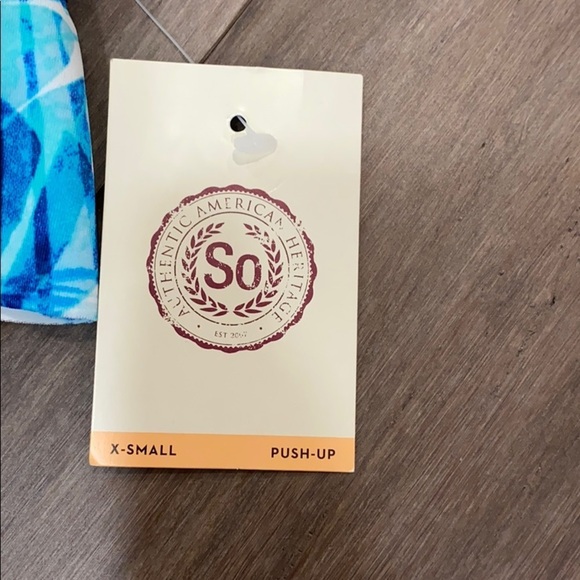 AUTHENTIC AMERICAN HERITAGE
So
EST 2007
X-SMALL PUSH-UP